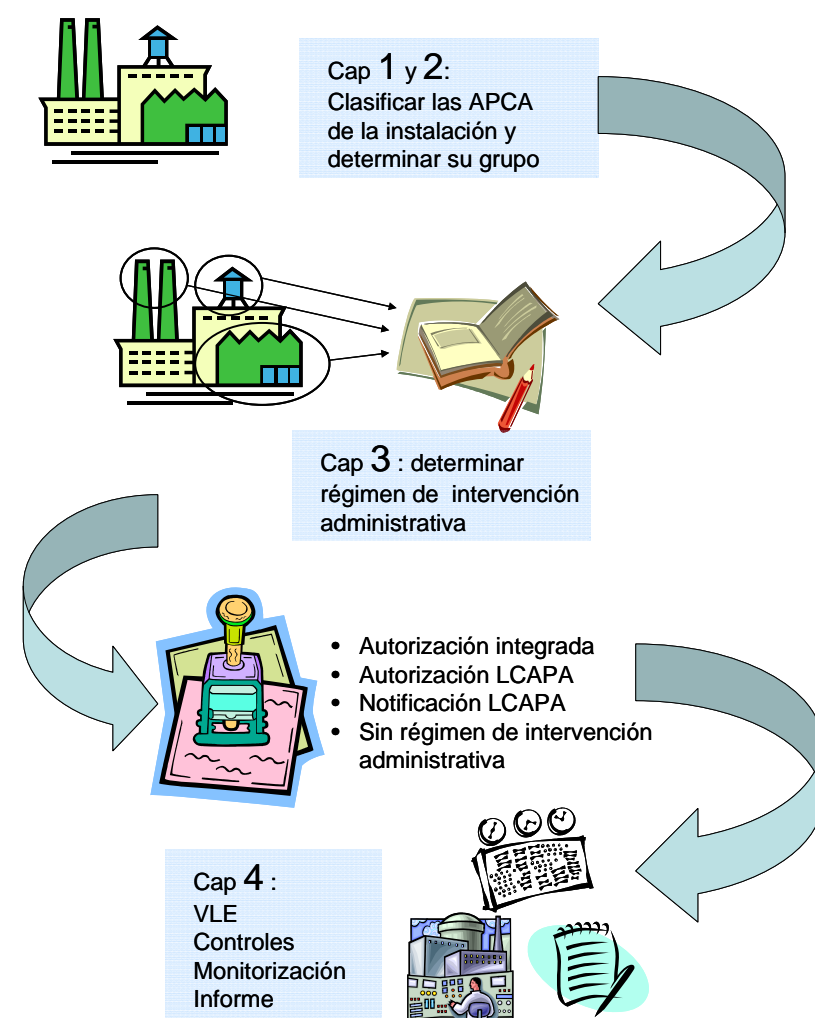 Cap 1 y 2:
Clasificar las APCA
de la instalación y
determinar su grupo
Cap 3 : determinar
régimen de intervención
administrativa
• Autorización integrada
• Autorización LCAPA
• Notificación LCAPA
• Sin régimen de intervención
administrativa
Cap 4 :
VLE
Controles
Monitorización
Informe